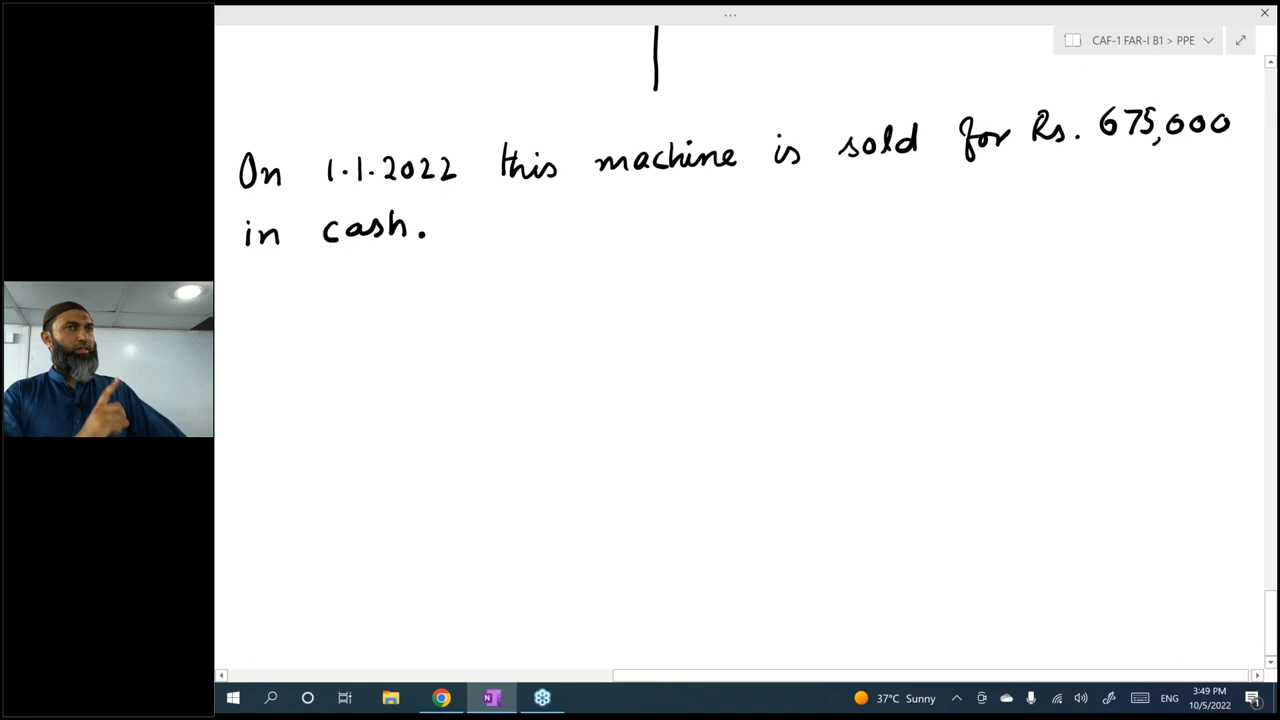 CAF-1 FAR-I B1 > PPE
On 1.1.2022 this machine is sold for Rs. 675,000
in cash.
37°C Sunny
ENG
3:49 PM
10/5/2022
1